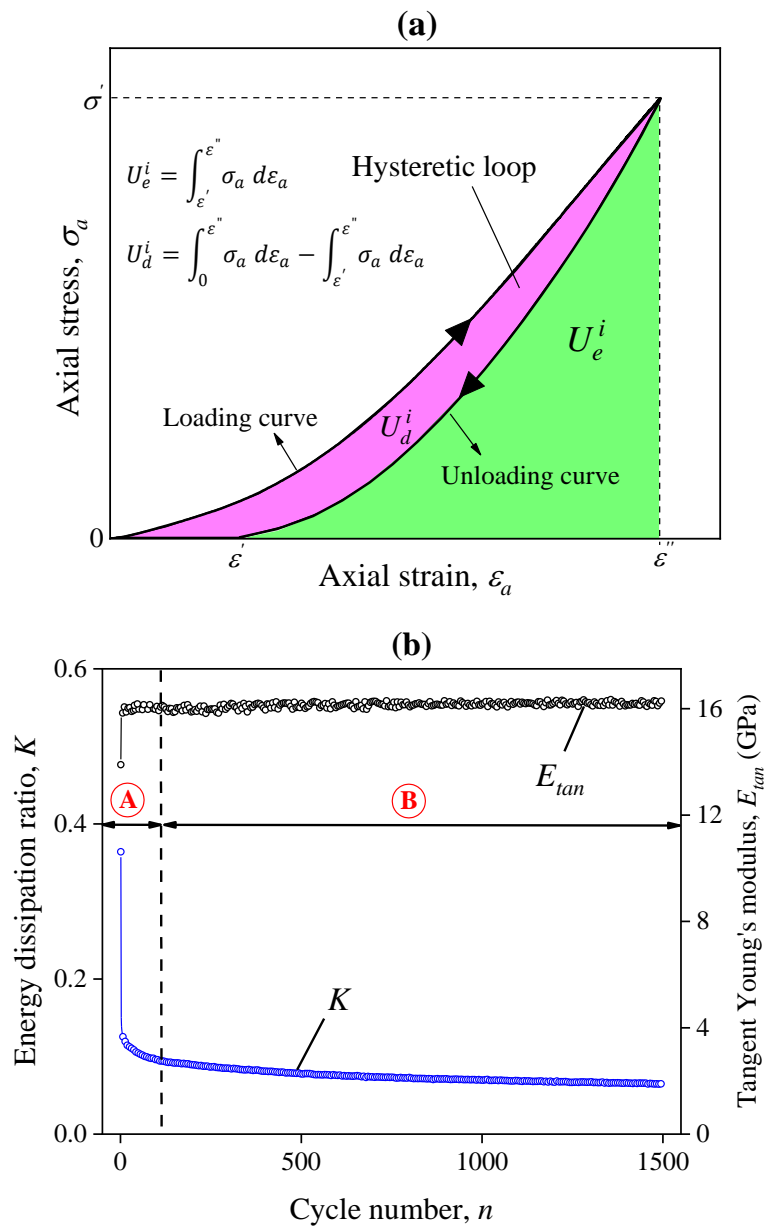 (a)
σ'
U_e^i = ∫_{ε'}^{ε"} σ_a dε_a
U_d^i = ∫_0^{ε"} σ_a dε_a − ∫_{ε'}^{ε"} σ_a dε_a
Hysteretic loop
Axial stress, σ_a
U_e^i
Loading curve
U_d^i
Unloading curve
0
ε'
ε"
Axial strain, ε_a
(b)
0.6
0.4
0.2
0.0
Energy dissipation ratio, K
A
B
E_tan
K
16
12
8
4
0
Tangent Young's modulus, E_tan (GPa)
0 500 1000 1500
Cycle number, n